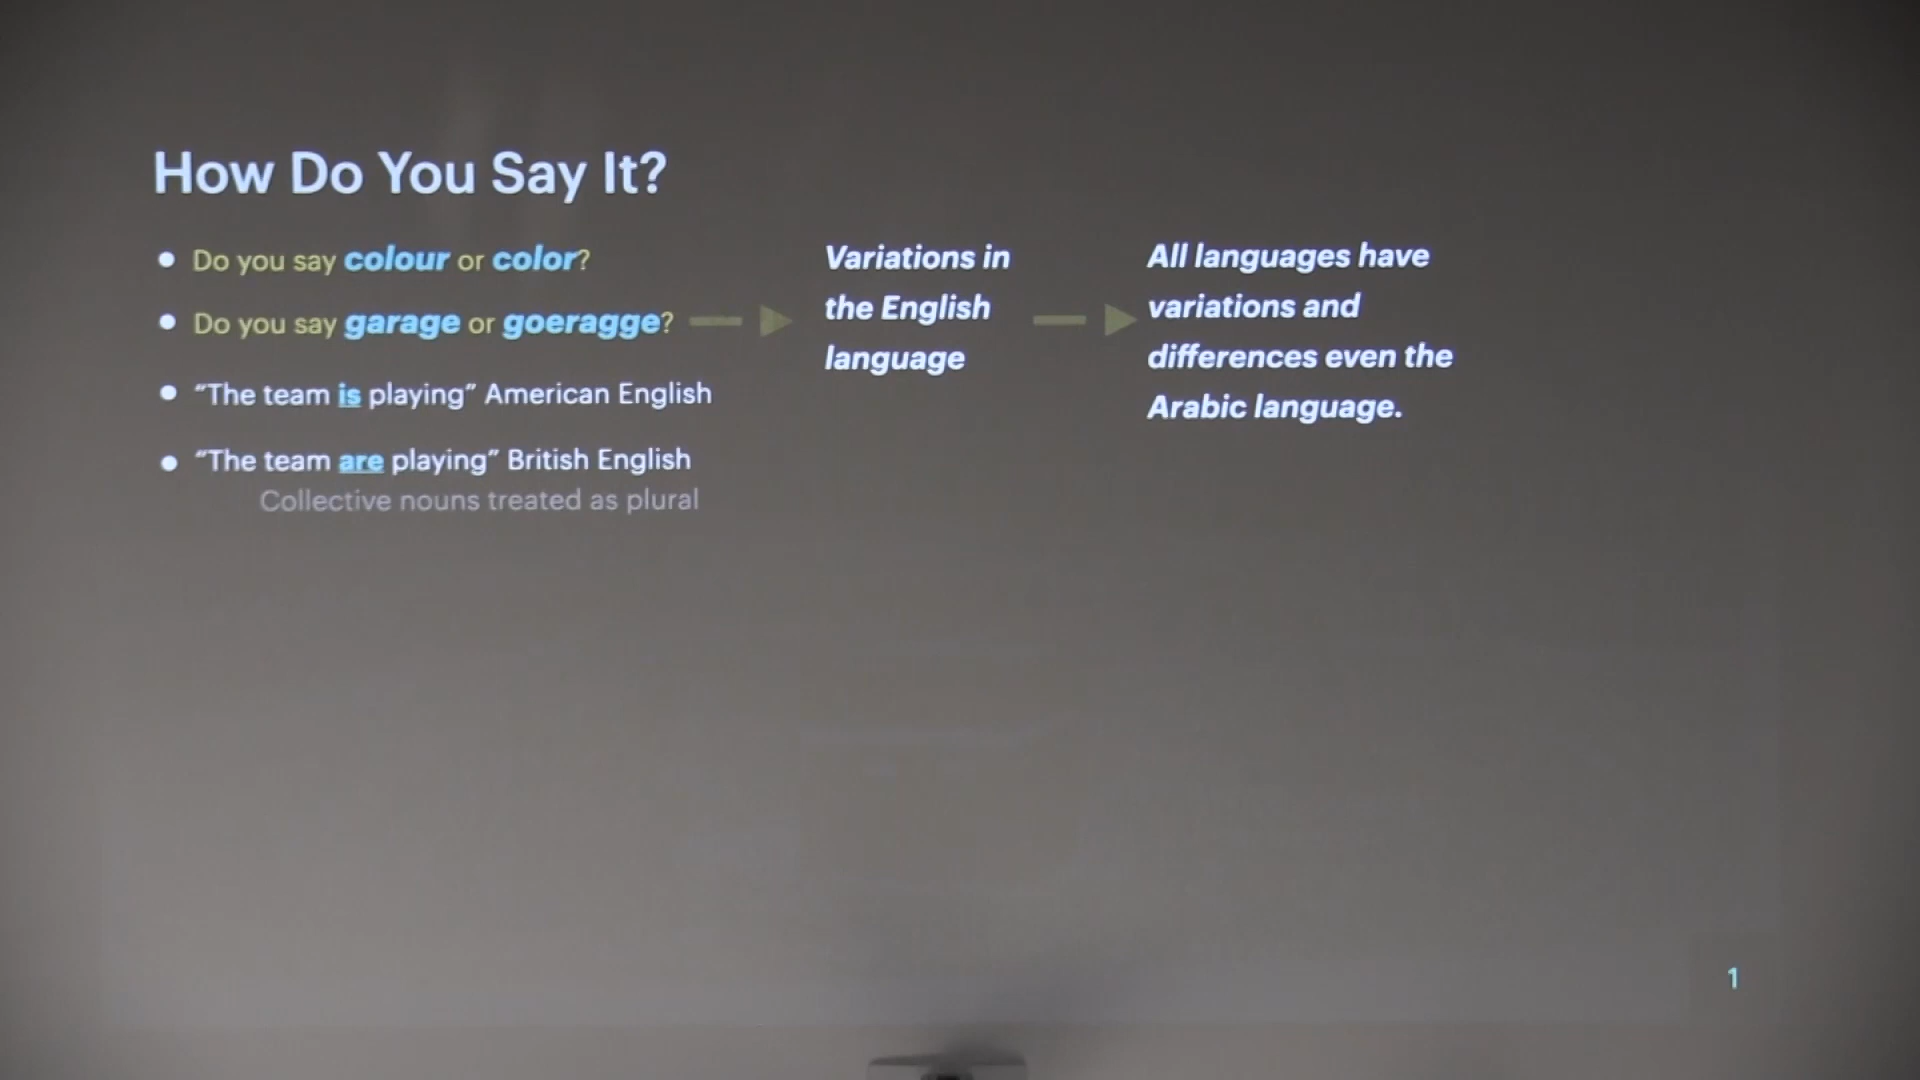 How Do You Say It?
• Do you say colour or color?
• Do you say garage or goeragge?
• “The team is playing” American English
• “The team are playing” British English
Collective nouns treated as plural
Variations in
the English
language
All languages have
variations and
differences even the
Arabic language.
1